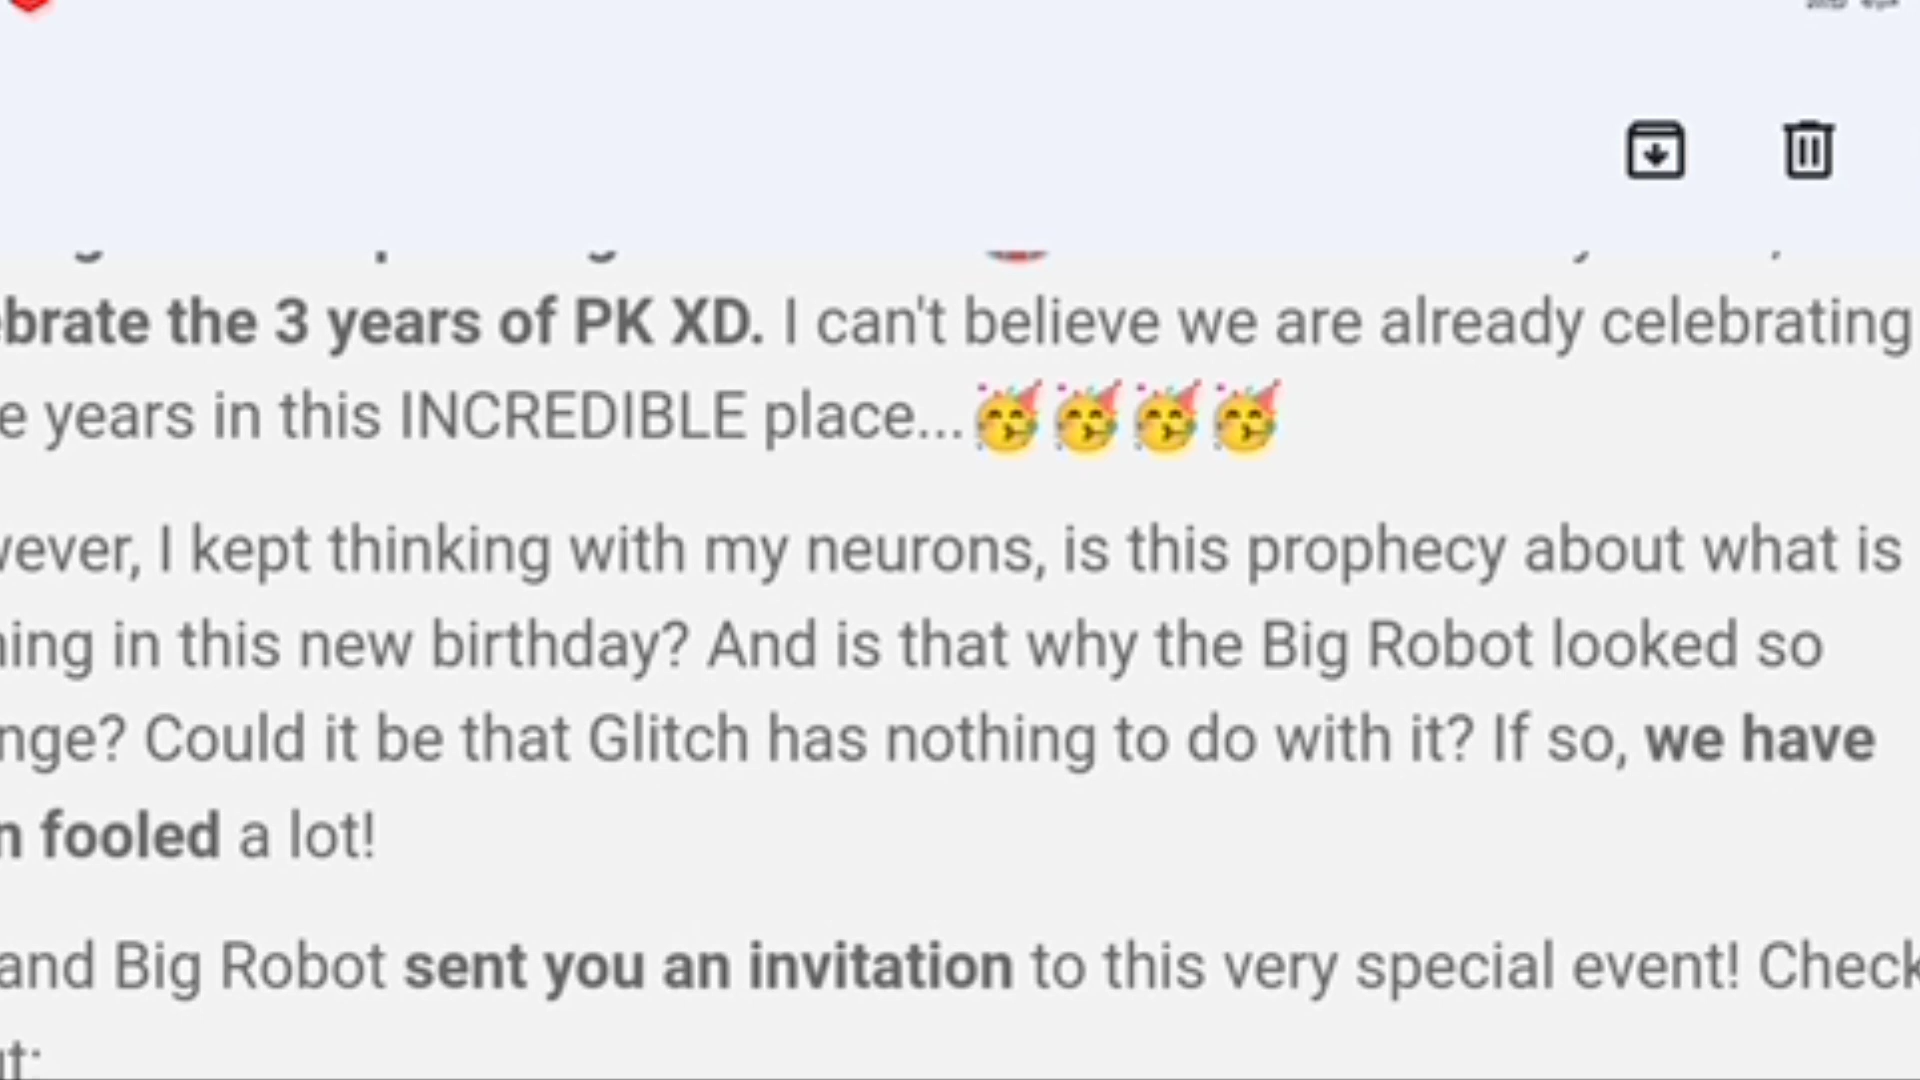 ebrate the 3 years of PK XD. I can't believe we are already celebrating
e years in this INCREDIBLE place...🥳🥳🥳🥳
wever, I kept thinking with my neurons, is this prophecy about what is
ning in this new birthday? And is that why the Big Robot looked so
nge? Could it be that Glitch has nothing to do with it? If so, we have
n fooled a lot!
and Big Robot sent you an invitation to this very special event! Check
ut: